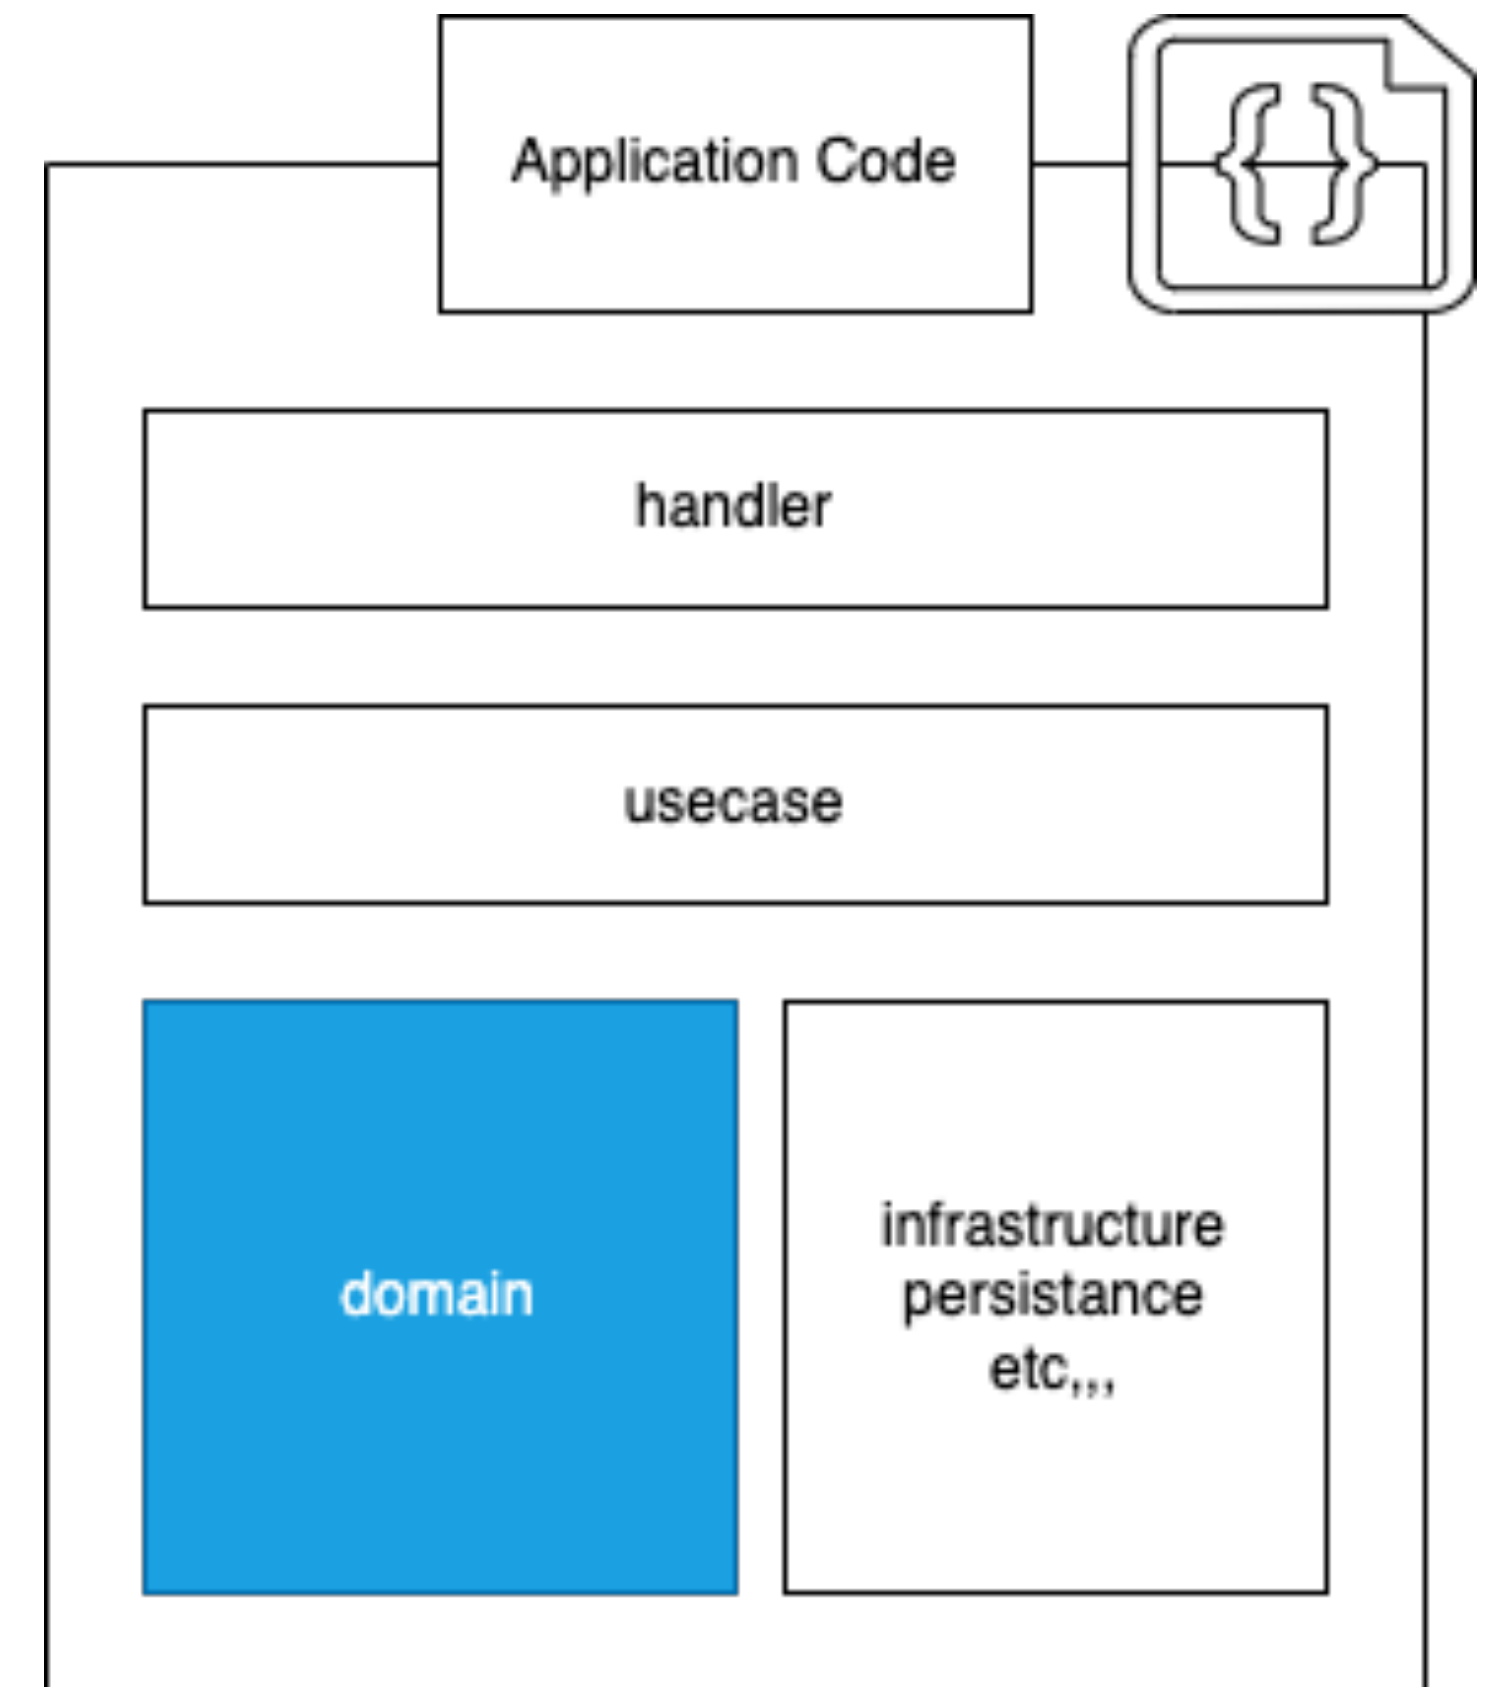 Application Code
{ }
handler
usecase
domain
infrastructure
persistance
etc,,,